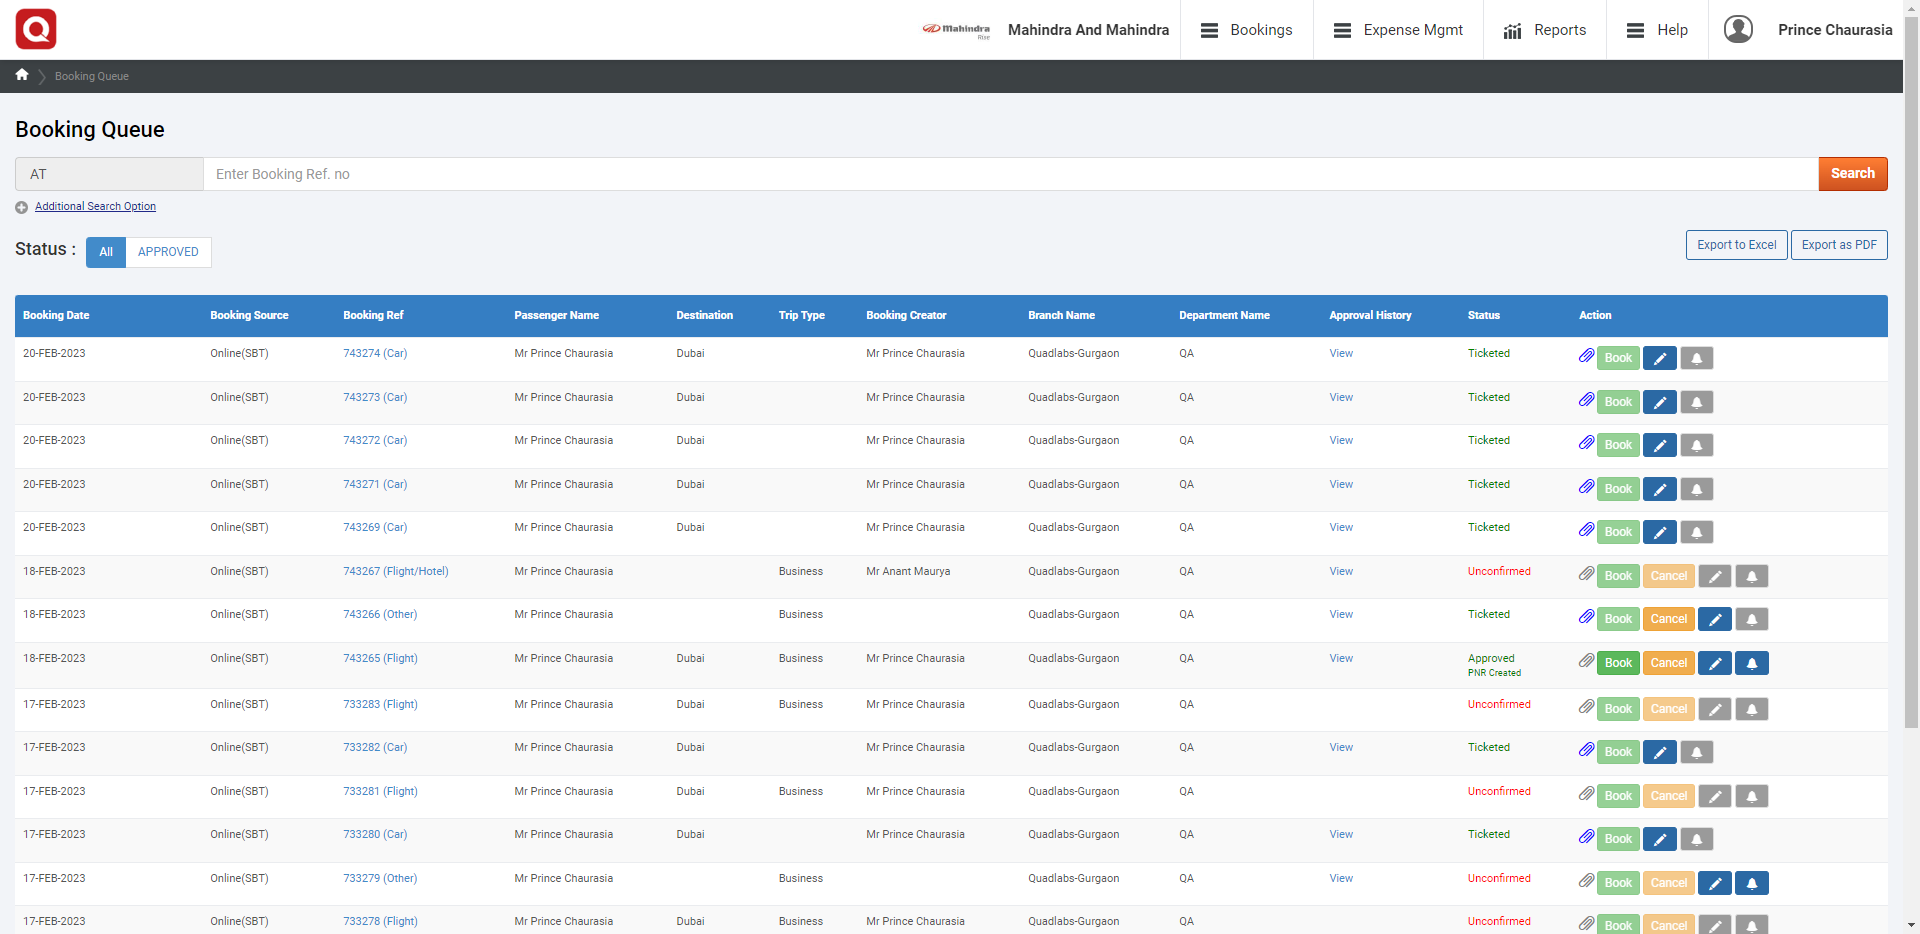 Mahindra Rise Mahindra And Mahindra Bookings Expense Mgmt Reports Help Prince Chaurasia
Booking Queue
Booking Queue
AT Enter Booking Ref. no Search
Additional Search Option
Status : All APPROVED Export to Excel Export as PDF
Booking Date Booking Source Booking Ref Passenger Name Destination Trip Type Booking Creator Branch Name Department Name Approval History Status Action
20-FEB-2023 Online(SBT) 743274 (Car) Mr Prince Chaurasia Dubai Mr Prince Chaurasia Quadlabs-Gurgaon QA View Ticketed Book
20-FEB-2023 Online(SBT) 743273 (Car) Mr Prince Chaurasia Dubai Mr Prince Chaurasia Quadlabs-Gurgaon QA View Ticketed Book
20-FEB-2023 Online(SBT) 743272 (Car) Mr Prince Chaurasia Dubai Mr Prince Chaurasia Quadlabs-Gurgaon QA View Ticketed Book
20-FEB-2023 Online(SBT) 743271 (Car) Mr Prince Chaurasia Dubai Mr Prince Chaurasia Quadlabs-Gurgaon QA View Ticketed Book
20-FEB-2023 Online(SBT) 743269 (Car) Mr Prince Chaurasia Dubai Mr Prince Chaurasia Quadlabs-Gurgaon QA View Ticketed Book
18-FEB-2023 Online(SBT) 743267 (Flight/Hotel) Mr Prince Chaurasia Business Mr Anant Maurya Quadlabs-Gurgaon QA View Unconfirmed Book Cancel
18-FEB-2023 Online(SBT) 743266 (Other) Mr Prince Chaurasia Business Quadlabs-Gurgaon QA View Ticketed Book Cancel
18-FEB-2023 Online(SBT) 743265 (Flight) Mr Prince Chaurasia Dubai Business Mr Prince Chaurasia Quadlabs-Gurgaon QA View Approved Book Cancel
PNR Created
17-FEB-2023 Online(SBT) 733283 (Flight) Mr Prince Chaurasia Dubai Business Mr Prince Chaurasia Quadlabs-Gurgaon QA Unconfirmed Book Cancel
17-FEB-2023 Online(SBT) 733282 (Car) Mr Prince Chaurasia Dubai Mr Prince Chaurasia Quadlabs-Gurgaon QA View Ticketed Book
17-FEB-2023 Online(SBT) 733281 (Flight) Mr Prince Chaurasia Dubai Business Mr Prince Chaurasia Quadlabs-Gurgaon QA Unconfirmed Book Cancel
17-FEB-2023 Online(SBT) 733280 (Car) Mr Prince Chaurasia Dubai Mr Prince Chaurasia Quadlabs-Gurgaon QA View Ticketed Book
17-FEB-2023 Online(SBT) 733279 (Other) Mr Prince Chaurasia Business Quadlabs-Gurgaon QA View Unconfirmed Book Cancel
17-FEB-2023 Online(SBT) 733278 (Flight) Mr Prince Chaurasia Dubai Business Mr Prince Chaurasia Quadlabs-Gurgaon QA Unconfirmed Book Cancel